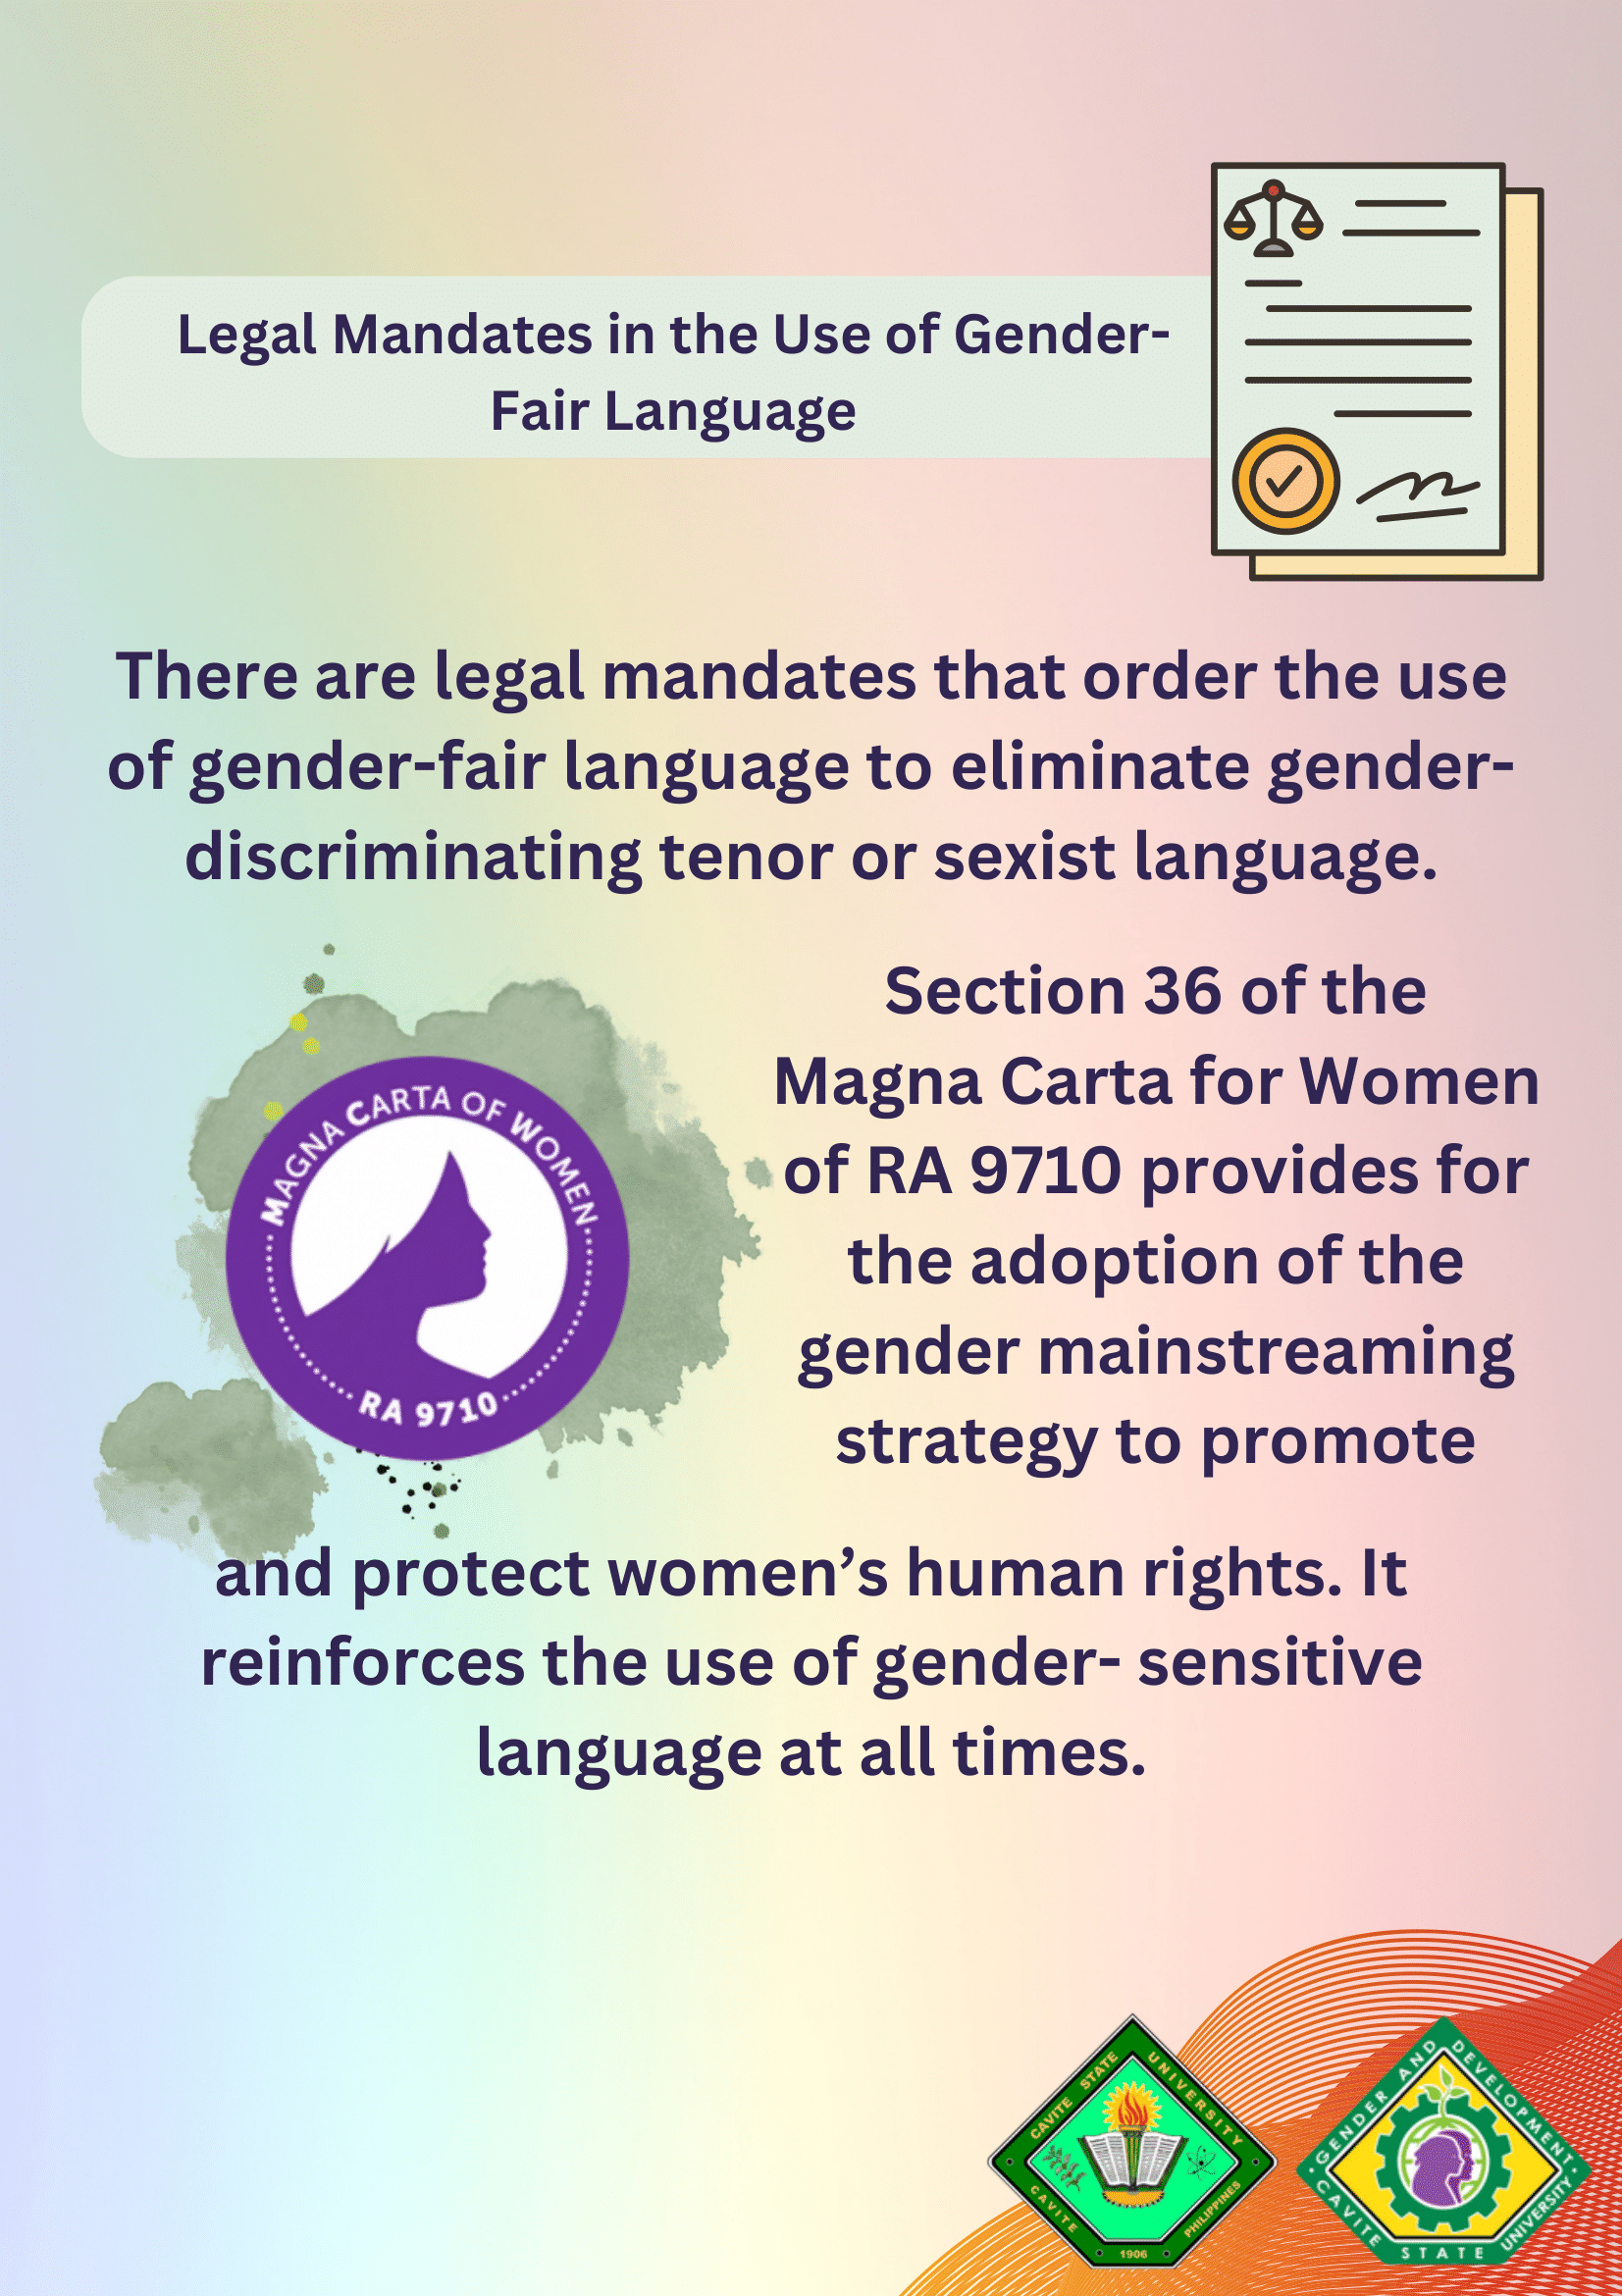 Legal Mandates in the Use of Gender-
Fair Language
There are legal mandates that order the use
of gender-fair language to eliminate gender-
discriminating tenor or sexist language.
Section 36 of the
Magna Carta for Women
of RA 9710 provides for
the adoption of the
gender mainstreaming
strategy to promote
MAGNA CARTA OF WOMEN
RA 9710
and protect women’s human rights. It
reinforces the use of gender- sensitive
language at all times.
CAVITE STATE UNIVERSITY
CAVITE
1906
PHILIPPINES
GENDER AND DEVELOPMENT
CAVITE STATE UNIVERSITY